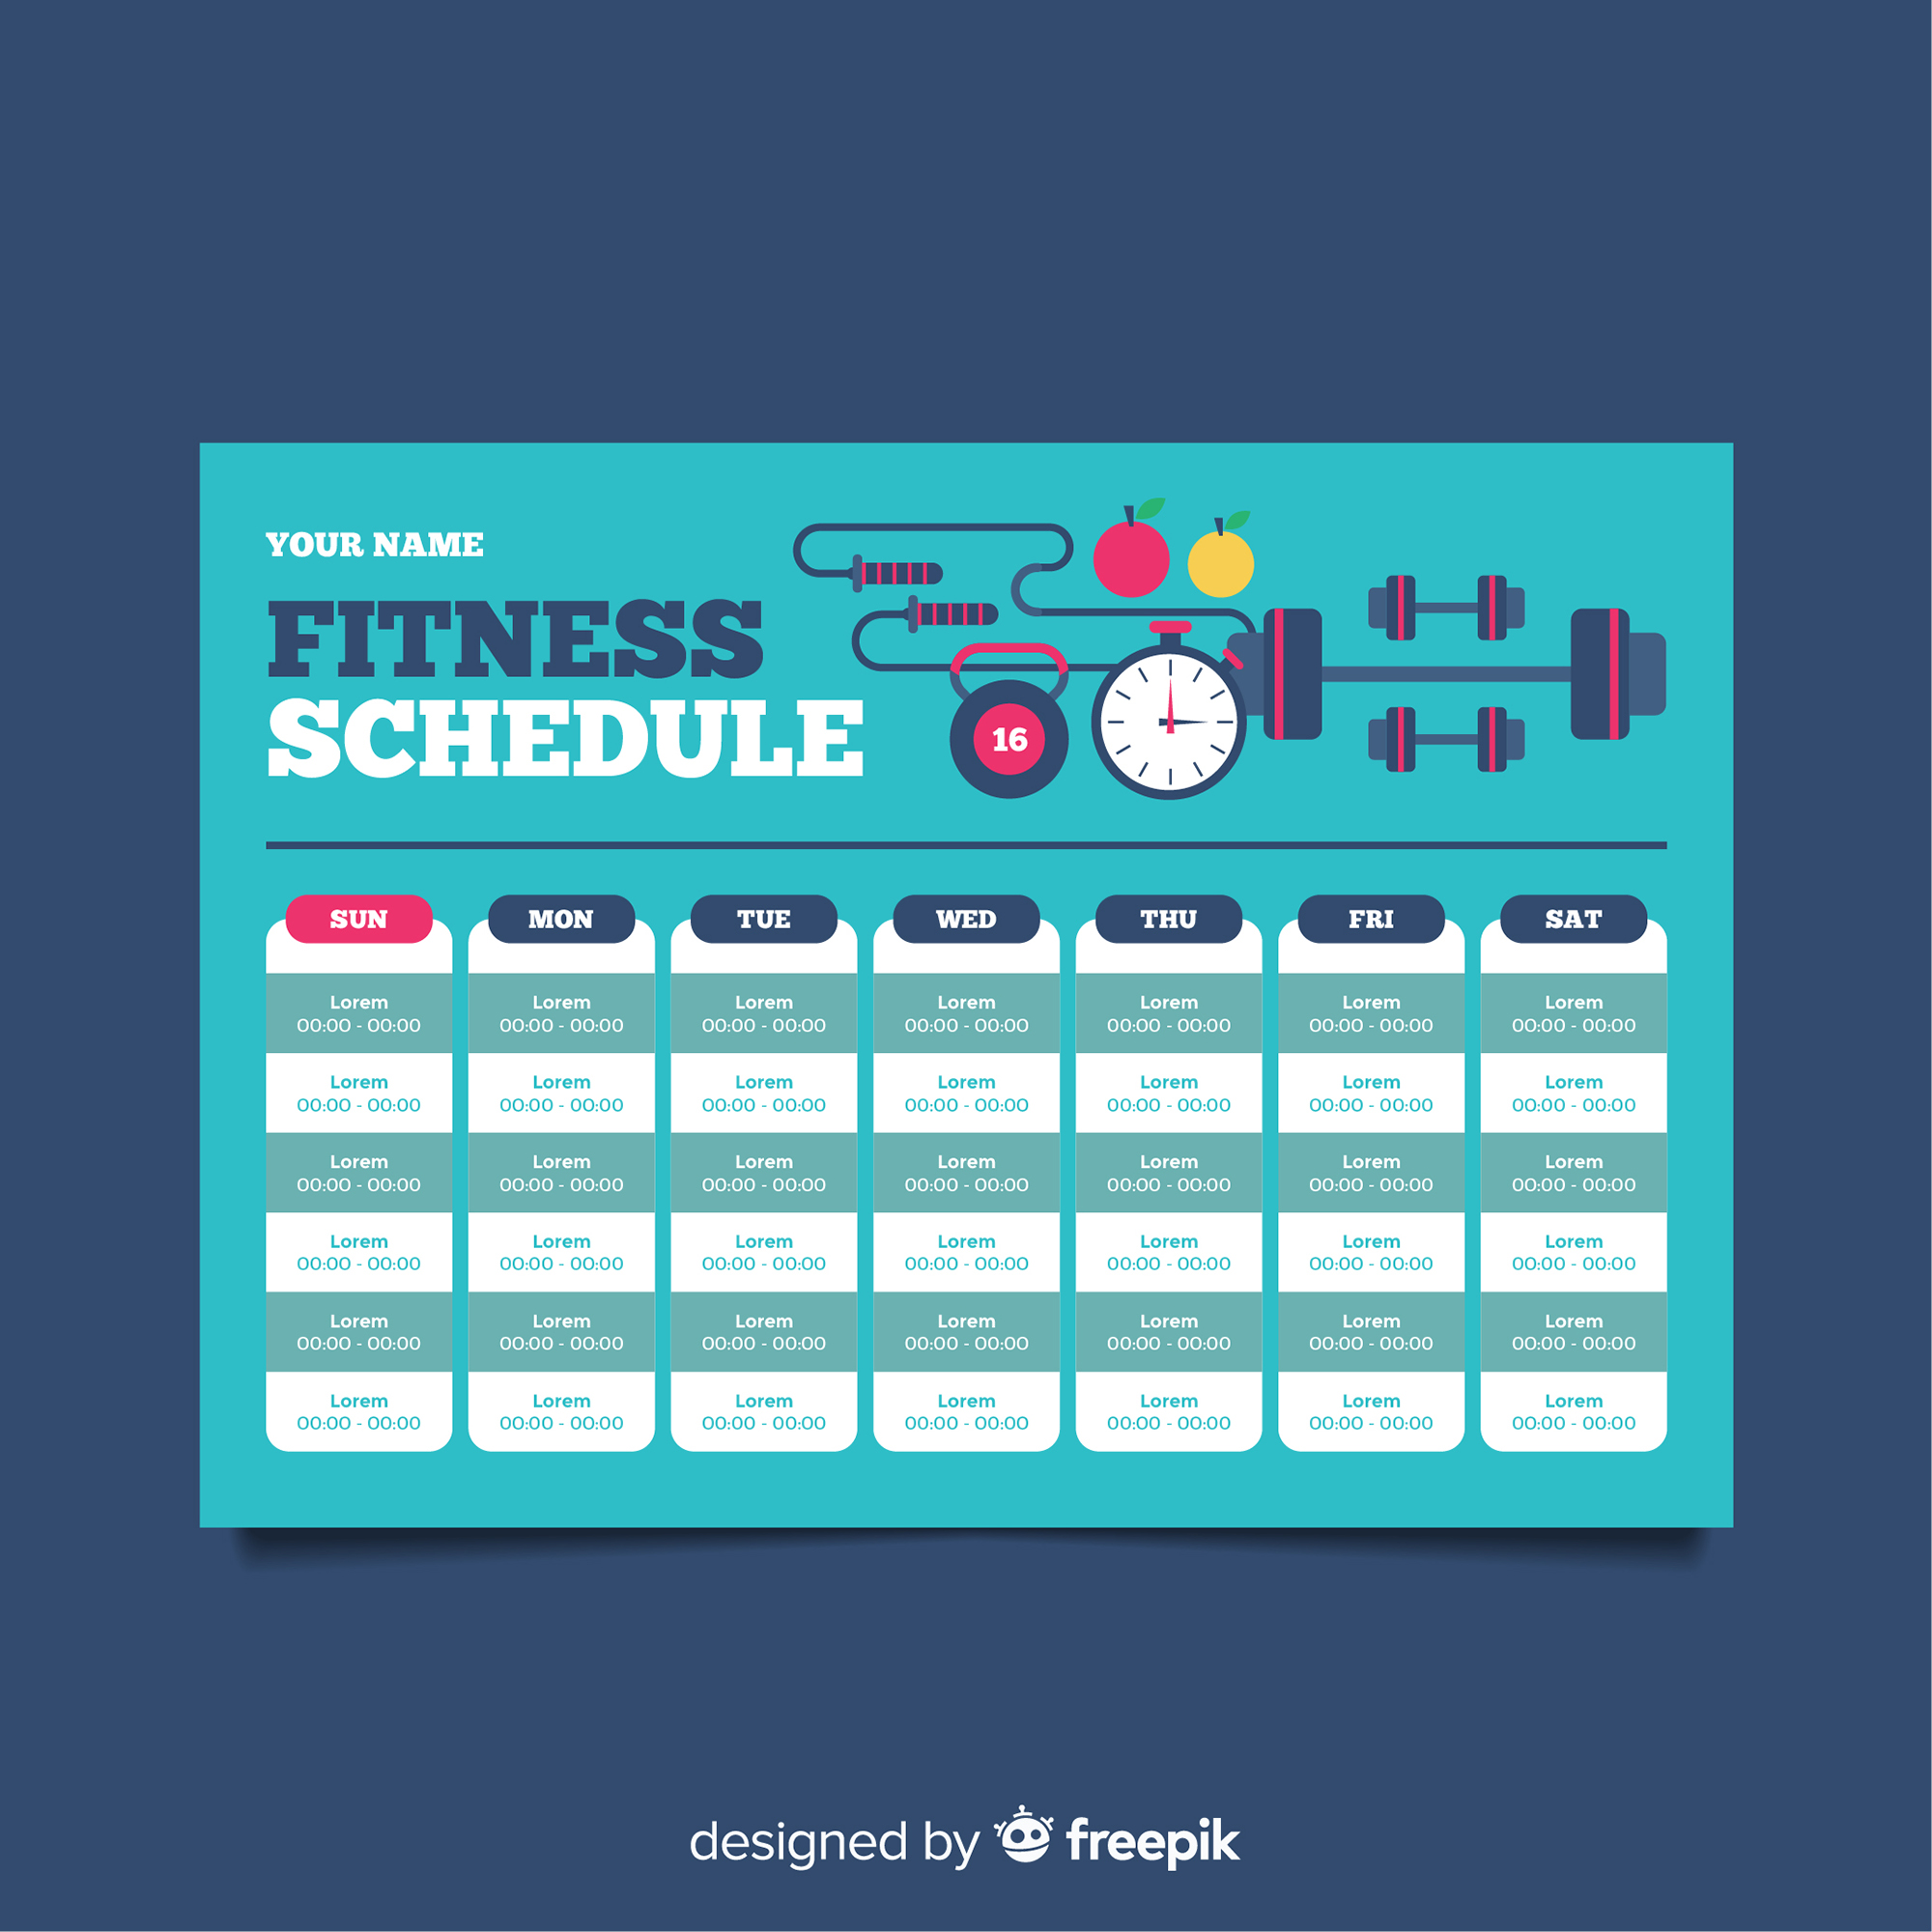 YOUR NAME
FITNESS
SCHEDULE
16
SUN MON TUE WED THU FRI SAT
Lorem Lorem Lorem Lorem Lorem Lorem Lorem
00:00 - 00:00 00:00 - 00:00 00:00 - 00:00 00:00 - 00:00 00:00 - 00:00 00:00 - 00:00 00:00 - 00:00
Lorem Lorem Lorem Lorem Lorem Lorem Lorem
00:00 - 00:00 00:00 - 00:00 00:00 - 00:00 00:00 - 00:00 00:00 - 00:00 00:00 - 00:00 00:00 - 00:00
Lorem Lorem Lorem Lorem Lorem Lorem Lorem
00:00 - 00:00 00:00 - 00:00 00:00 - 00:00 00:00 - 00:00 00:00 - 00:00 00:00 - 00:00 00:00 - 00:00
Lorem Lorem Lorem Lorem Lorem Lorem Lorem
00:00 - 00:00 00:00 - 00:00 00:00 - 00:00 00:00 - 00:00 00:00 - 00:00 00:00 - 00:00 00:00 - 00:00
Lorem Lorem Lorem Lorem Lorem Lorem Lorem
00:00 - 00:00 00:00 - 00:00 00:00 - 00:00 00:00 - 00:00 00:00 - 00:00 00:00 - 00:00 00:00 - 00:00
Lorem Lorem Lorem Lorem Lorem Lorem Lorem
00:00 - 00:00 00:00 - 00:00 00:00 - 00:00 00:00 - 00:00 00:00 - 00:00 00:00 - 00:00 00:00 - 00:00
designed by freepik